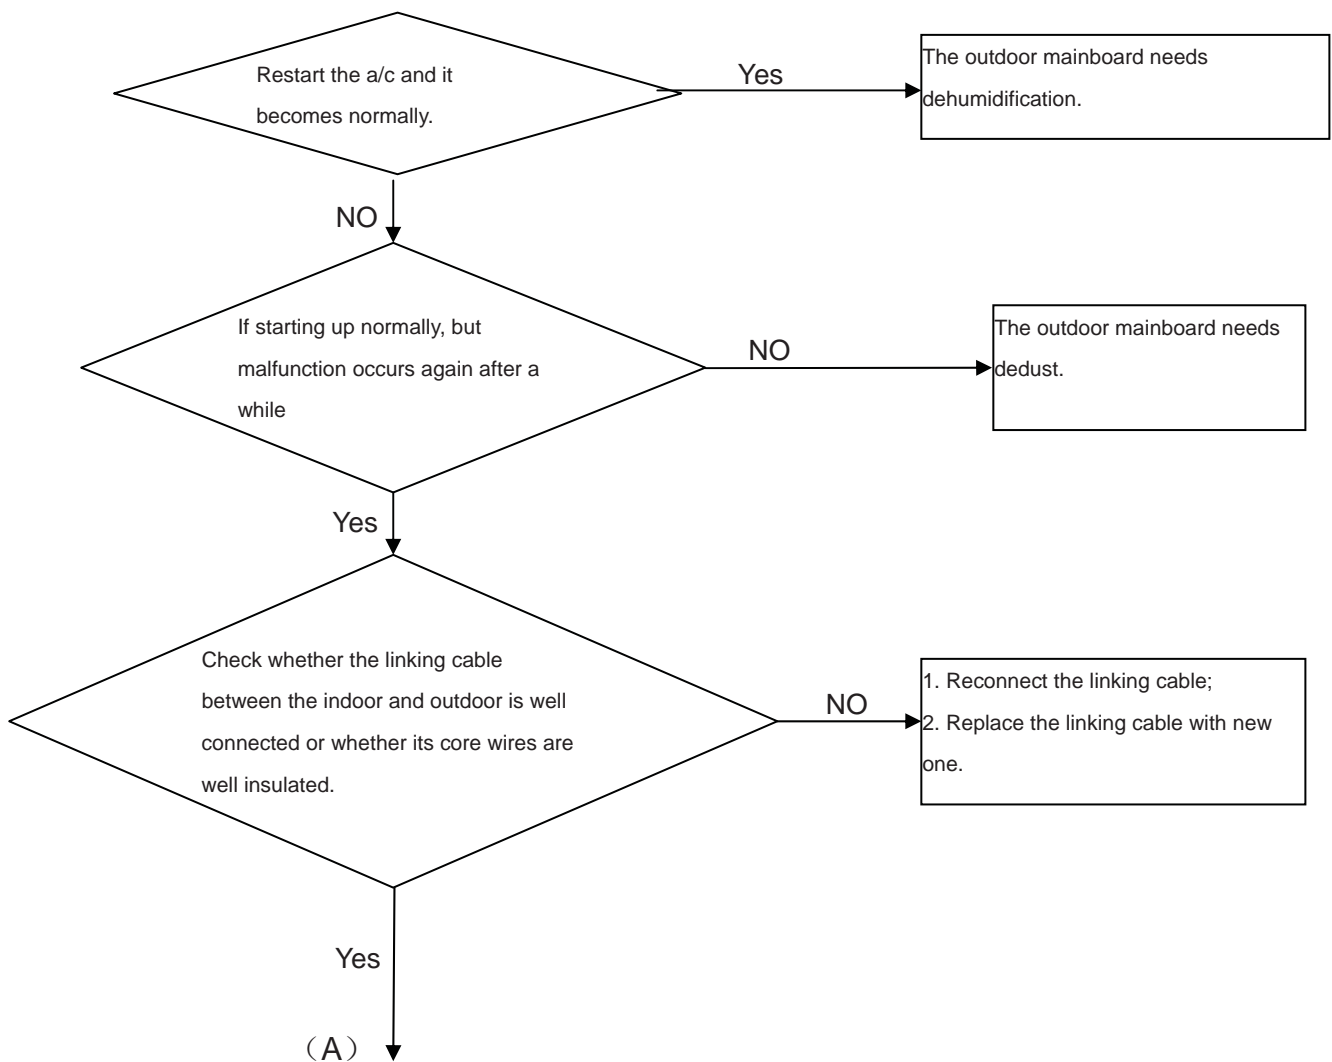 Restart the a/c and it
becomes normally.
Yes
The outdoor mainboard needs
dehumidification.
NO
If starting up normally, but
malfunction occurs again after a
while
NO
The outdoor mainboard needs
dedust.
Yes
Check whether the linking cable
between the indoor and outdoor is well
connected or whether its core wires are
well insulated.
NO
1. Reconnect the linking cable;
2. Replace the linking cable with new
one.
Yes
（A）